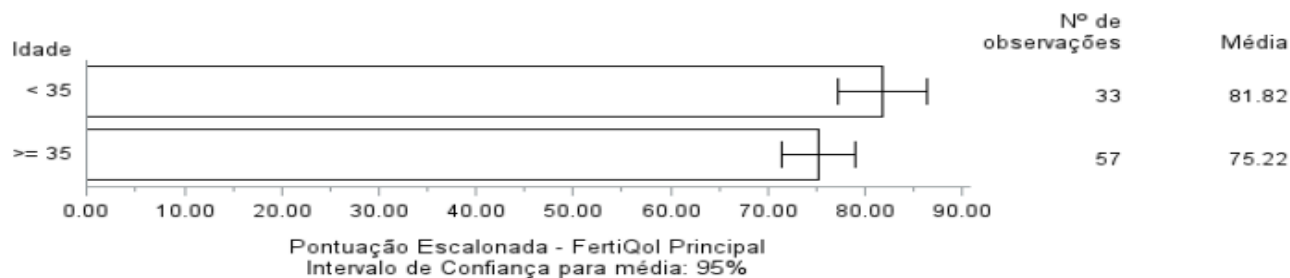 Nº de
Idade observações Média
< 35 33 81.82
>= 35 57 75.22
0.00 10.00 20.00 30.00 40.00 50.00 60.00 70.00 80.00 90.00
Pontuação Escalonada - FertiQol Principal
Intervalo de Confiança para média: 95%